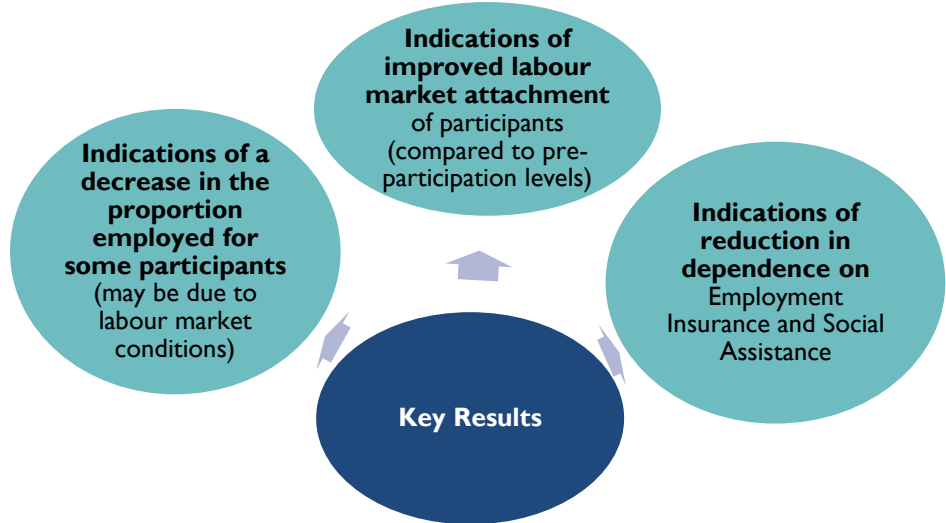 Indications of
improved labour
market attachment
of participants
(compared to pre-
participation levels)
Indications of a
decrease in the
proportion
employed for
some participants
(may be due to
labour market
conditions)
Indications of
reduction in
dependence on
Employment
Insurance and Social
Assistance
Key Results